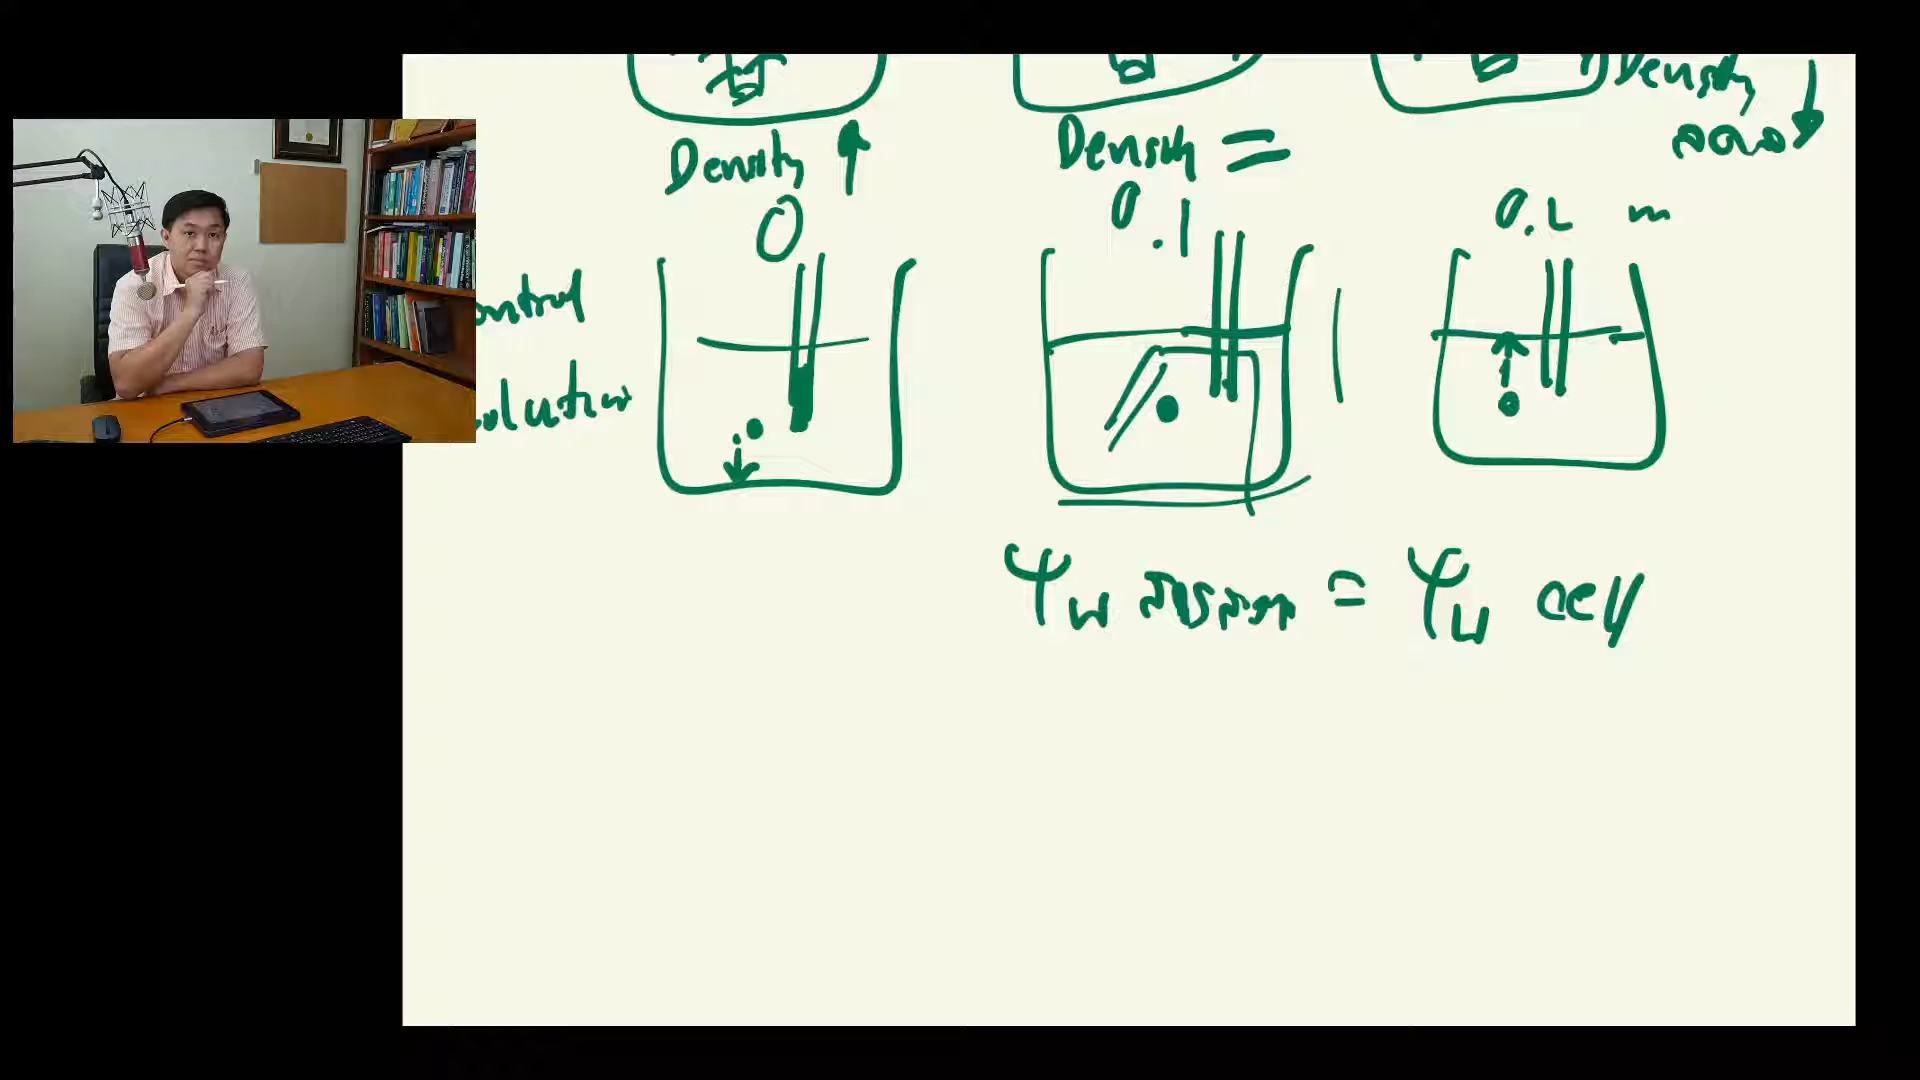 Density
ลดลง
Density
Density =
0
0.1
0.2 m
ontrol
solution
Ψw สารละลาย = Ψw cell